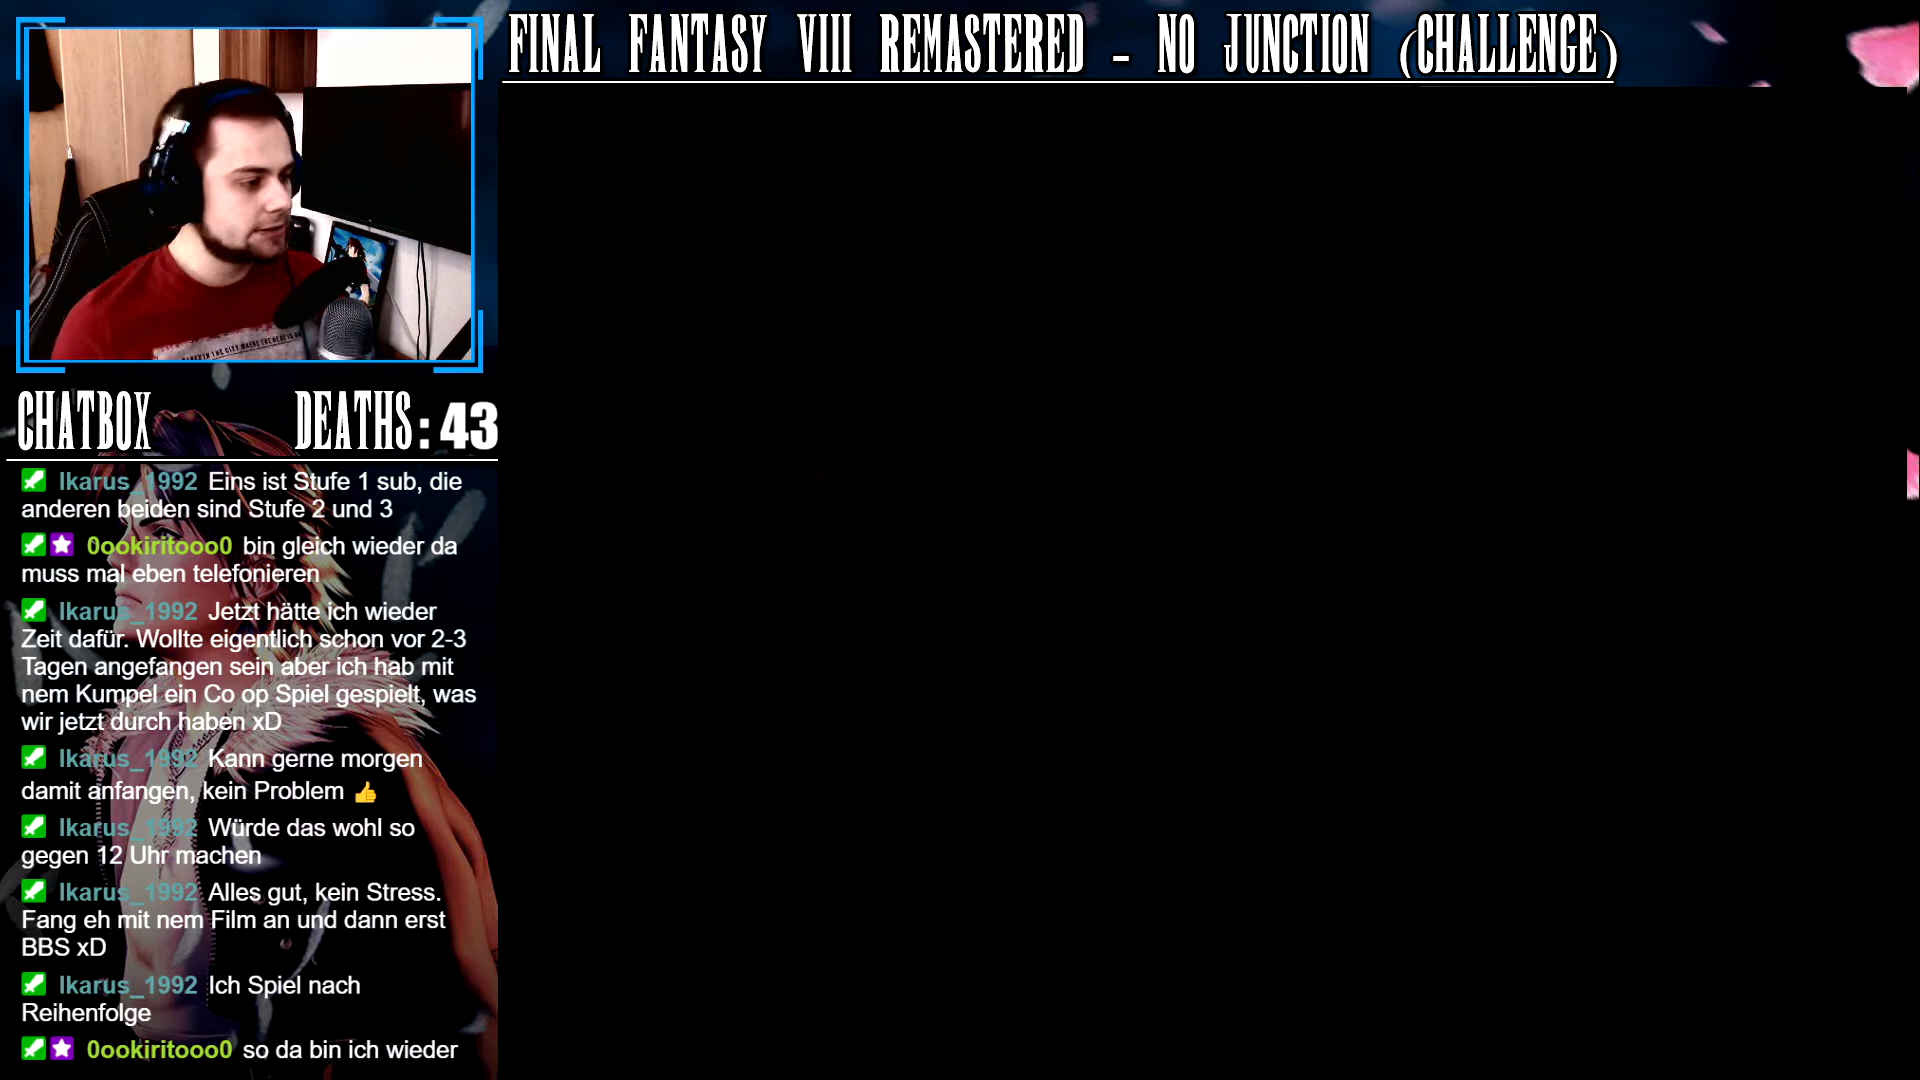 FINAL FANTASY VIII REMASTERED - NO JUNCTION (CHALLENGE)
CHATBOX DEATHS: 43
Ikarus_1992 Eins ist Stufe 1 sub, die
anderen beiden sind Stufe 2 und 3
0ookiritooo0 bin gleich wieder da
muss mal eben telefonieren
Ikarus_1992 Jetzt hätte ich wieder
Zeit dafür. Wollte eigentlich schon vor 2-3
Tagen angefangen sein aber ich hab mit
nem Kumpel ein Co op Spiel gespielt, was
wir jetzt durch haben xD
Ikarus_1992 Kann gerne morgen
damit anfangen, kein Problem 👍
Ikarus_1992 Würde das wohl so
gegen 12 Uhr machen
Ikarus_1992 Alles gut, kein Stress.
Fang eh mit nem Film an und dann erst
BBS xD
Ikarus_1992 Ich Spiel nach
Reihenfolge
0ookiritooo0 so da bin ich wieder